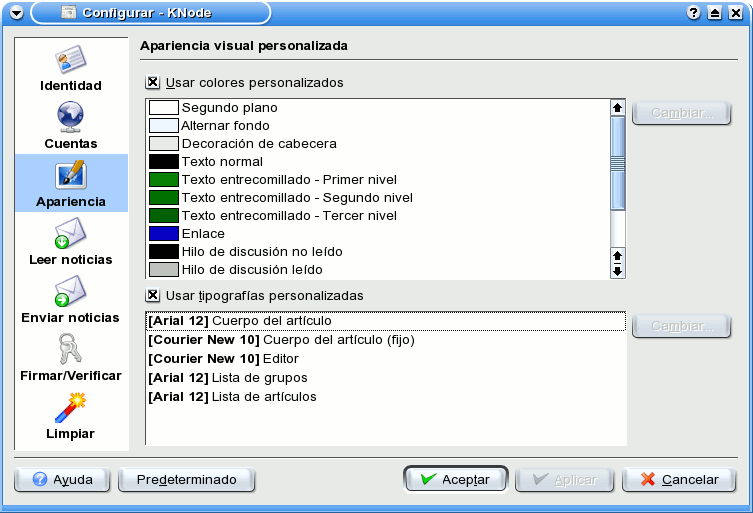 Configurar - KNode
Identidad
Cuentas
Apariencia
Leer noticias
Enviar noticias
Firmar/Verificar
Limpiar
Apariencia visual personalizada
Usar colores personalizados
Segundo plano
Alternar fondo
Decoración de cabecera
Texto normal
Texto entrecomillado - Primer nivel
Texto entrecomillado - Segundo nivel
Texto entrecomillado - Tercer nivel
Enlace
Hilo de discusión no leído
Hilo de discusión leído
Cambiar...
Usar tipografías personalizadas
[Arial 12] Cuerpo del artículo
[Courier New 10] Cuerpo del artículo (fijo)
[Courier New 10] Editor
[Arial 12] Lista de grupos
[Arial 12] Lista de artículos
Cambiar...
Ayuda
Predeterminado
Aceptar
Aplicar
Cancelar